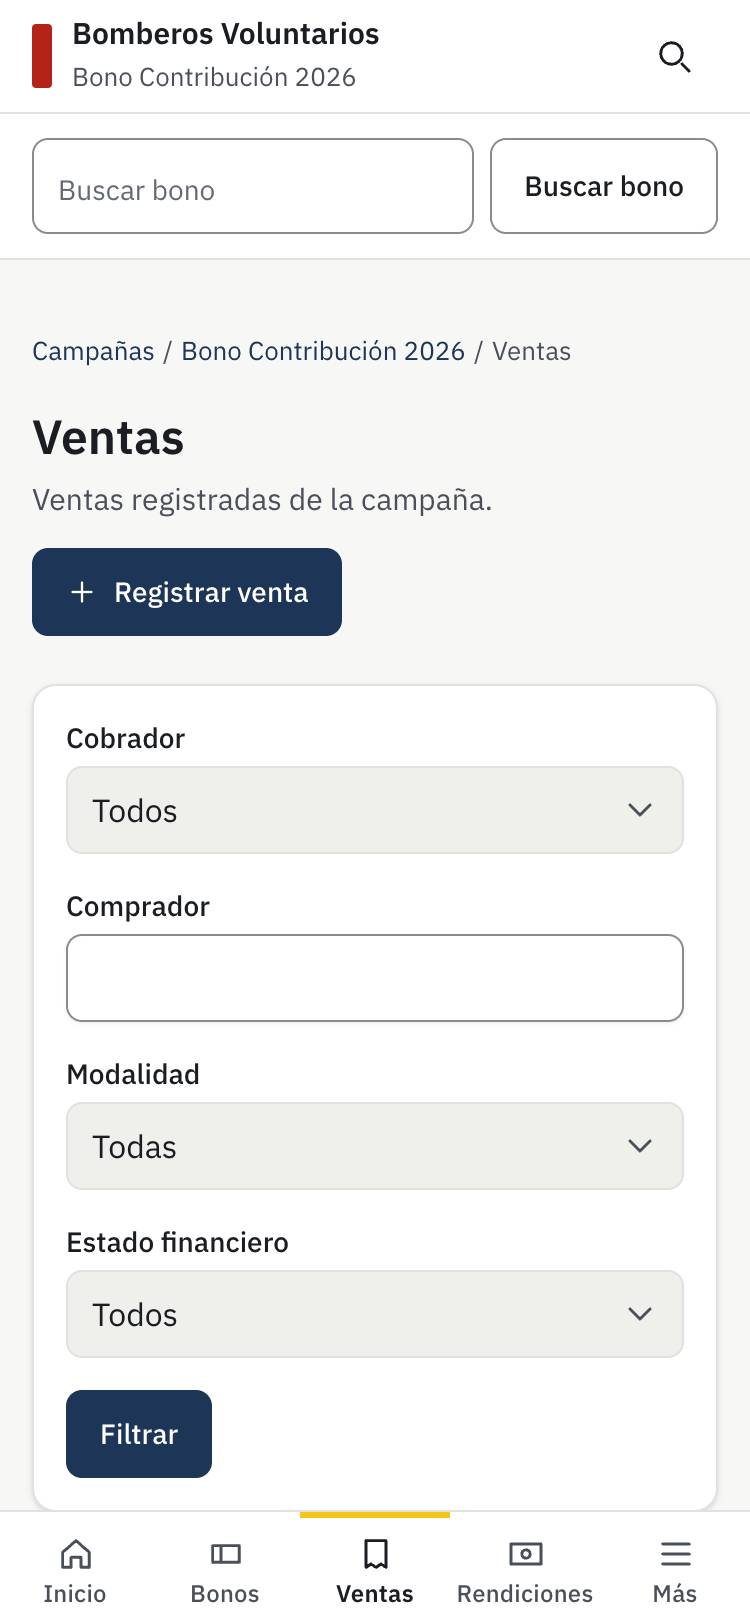 Bomberos Voluntarios
Bono Contribución 2026
Buscar bono
Buscar bono
Campañas / Bono Contribución 2026 / Ventas
Ventas
Ventas registradas de la campaña.
+ Registrar venta
Cobrador
Todos
Comprador
Modalidad
Todas
Estado financiero
Todos
Filtrar
Inicio
Bonos
Ventas
Rendiciones
Más